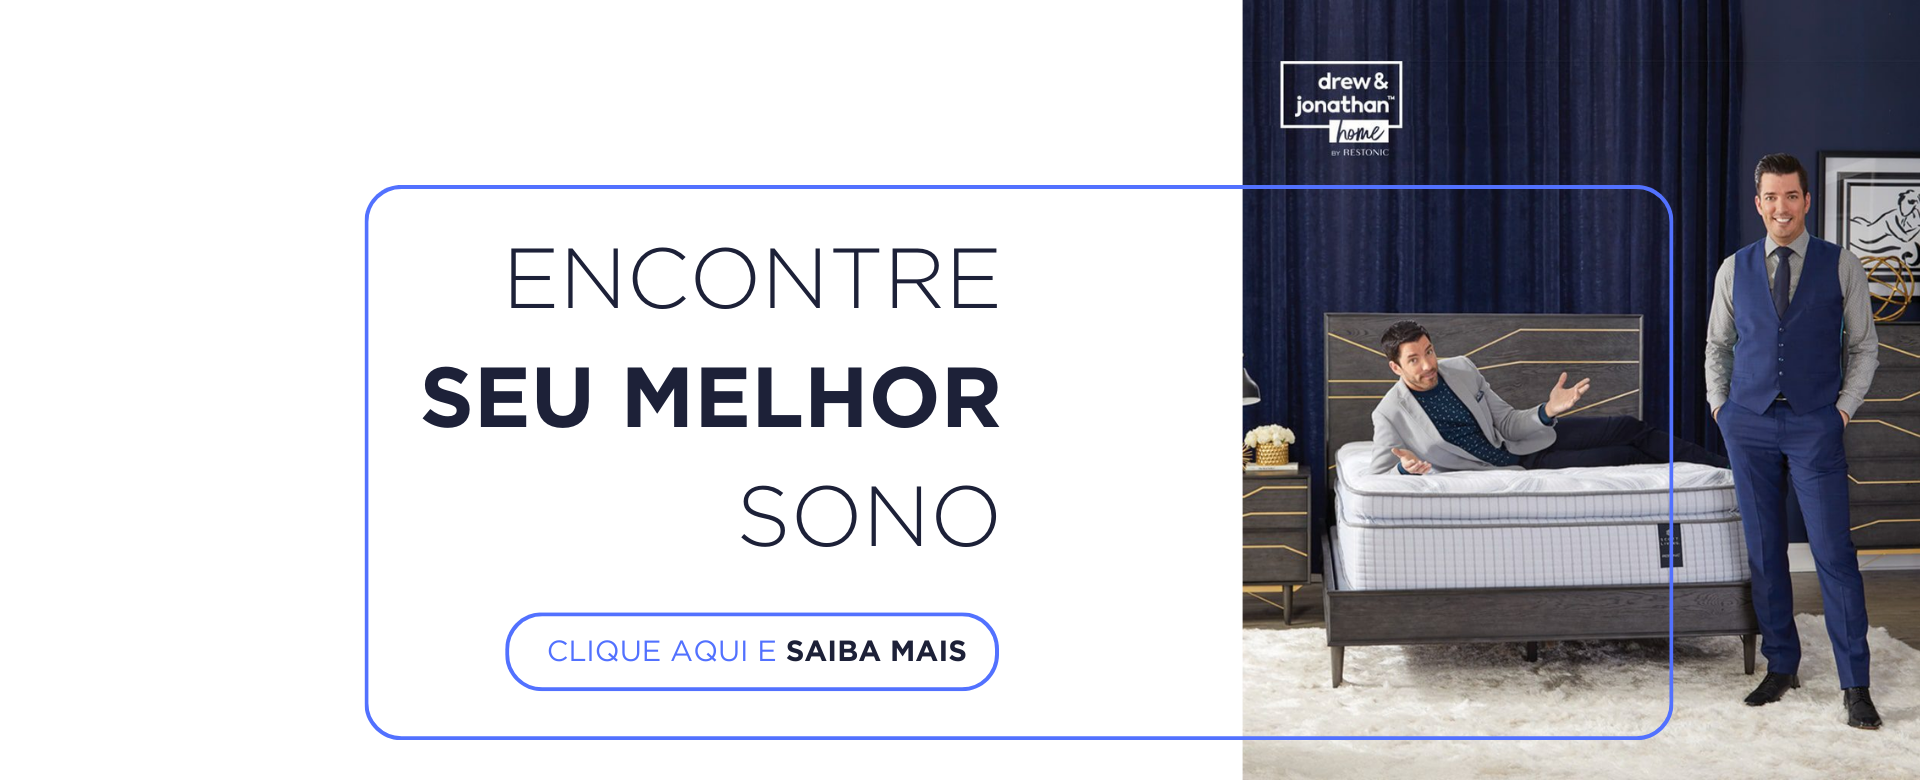 drew &
jonathan™
home
BY RESTONIC
ENCONTRE
SEU MELHOR
SONO
CLIQUE AQUI E SAIBA MAIS